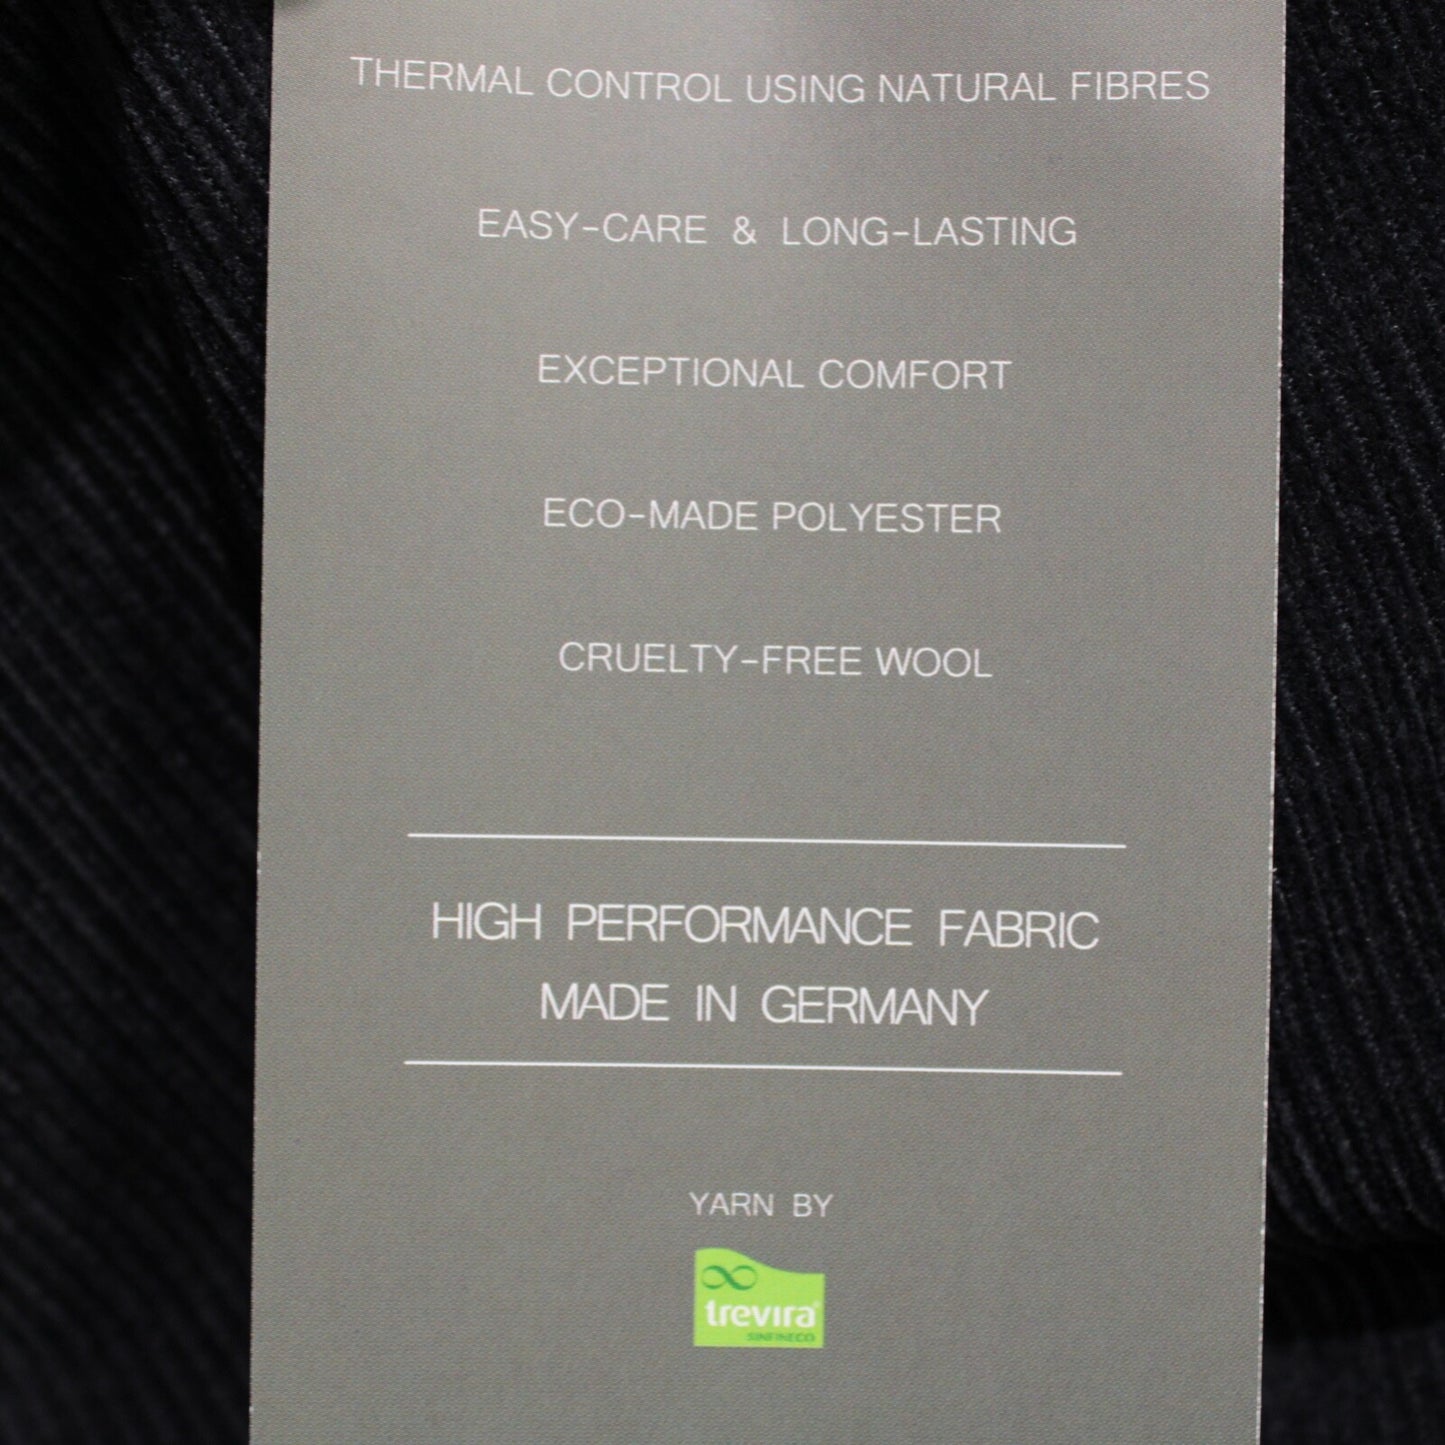 THERMAL CONTROL USING NATURAL FIBRES
EASY-CARE & LONG-LASTING
EXCEPTIONAL COMFORT
ECO-MADE POLYESTER
CRUELTY-FREE WOOL
HIGH PERFORMANCE FABRIC
MADE IN GERMANY
YARN BY
trevira®
SINFINECO